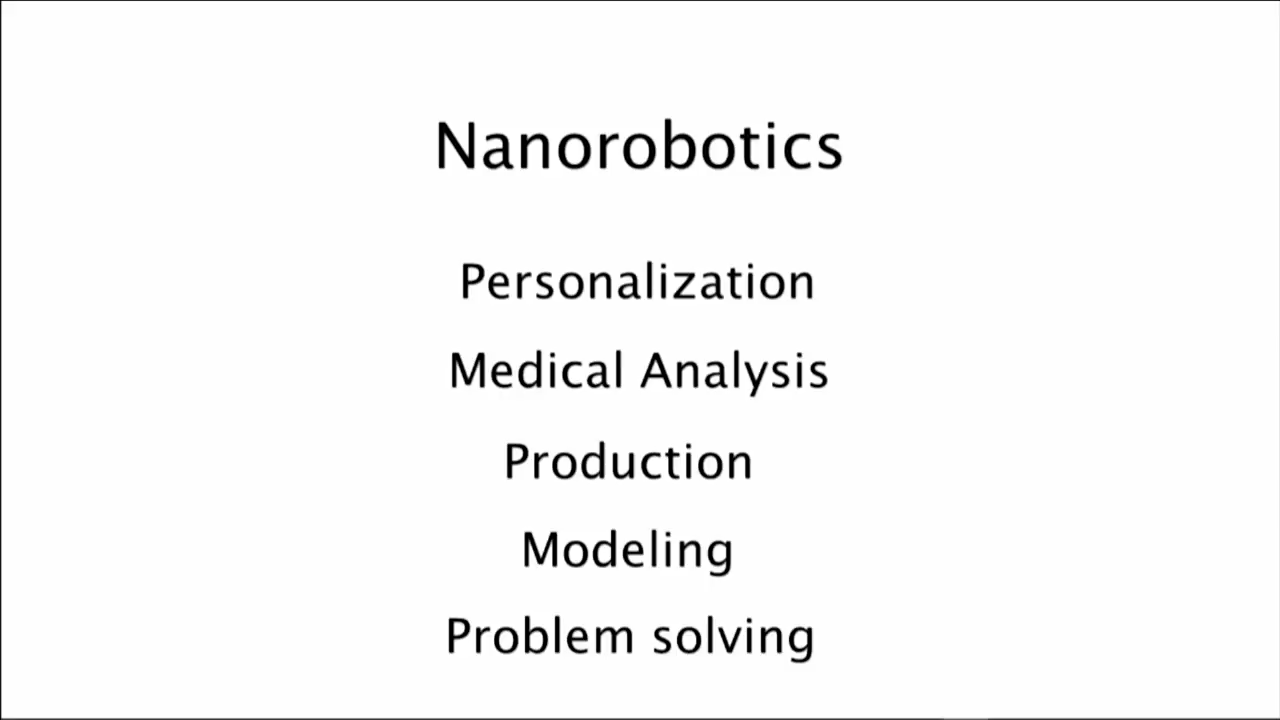 Nanorobotics
Personalization
Medical Analysis
Production
Modeling
Problem solving